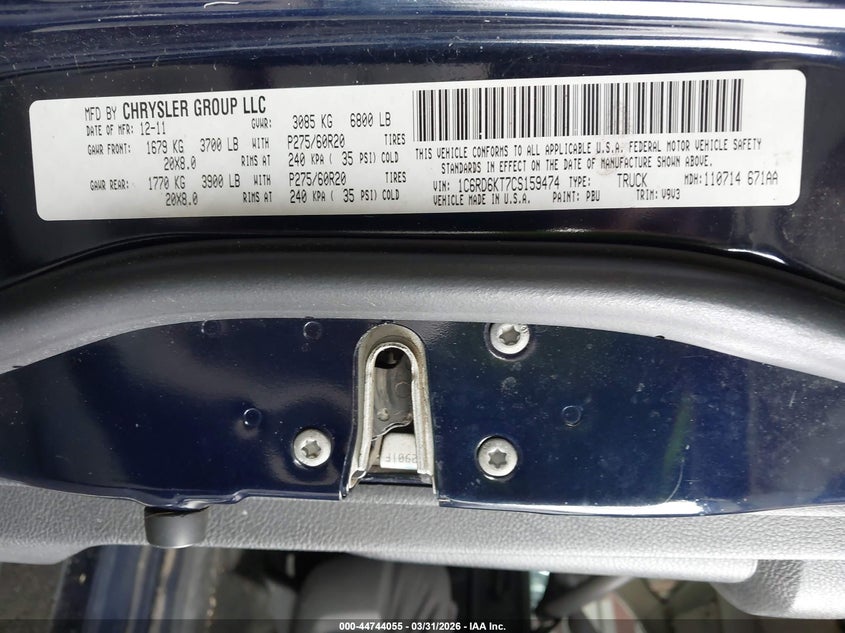 MFD BY CHRYSLER GROUP LLC
DATE OF MFR: 12-11 GVWR: 3085 KG 6800 LB
GAWR FRONT: 1679 KG 3700 LB WITH P275/60R20 TIRES
20X8.0 RIMS AT 240 KPA ( 35 PSI) COLD
GAWR REAR: 1770 KG 3900 LB WITH P275/60R20 TIRES
20X8.0 RIMS AT 240 KPA ( 35 PSI) COLD
THIS VEHICLE CONFORMS TO ALL APPLICABLE U.S.A. FEDERAL MOTOR VEHICLE SAFETY
STANDARDS IN EFFECT ON THE DATE OF MANUFACTURE SHOWN ABOVE.
VIN: 1C6RD6KT7CS159474 TYPE: TRUCK MDH: 110714 671AA
VEHICLE MADE IN U.S.A. PAINT: PBU TRIM: V9V3
000-44744055 — 03/31/2026 — IAA Inc.